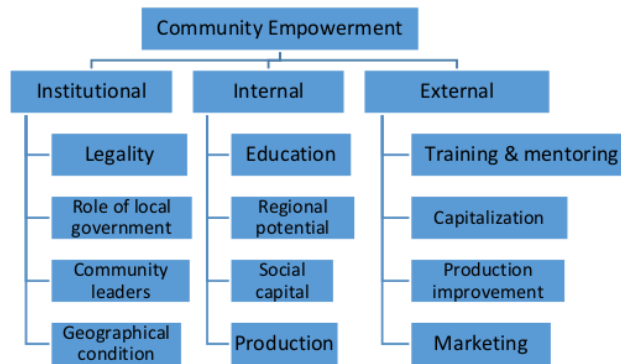 Community Empowerment
Institutional
Internal
External
Legality
Education
Training & mentoring
Role of local
government
Regional
potential
Capitalization
Community
leaders
Social
capital
Production
improvement
Geographical
condition
Production
Marketing